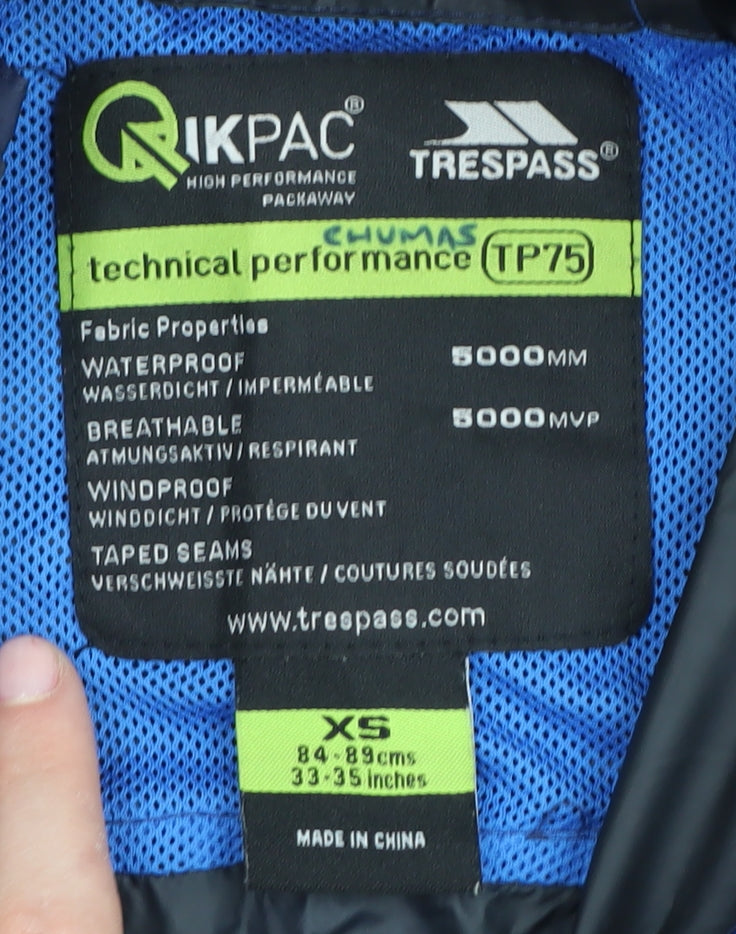 QIKPAC®
HIGH PERFORMANCE
PACKAWAY
TRESPASS®
CHUMAS
technical performance TP75
Fabric Properties
WATERPROOF 5000MM
WASSERDICHT / IMPERMÉABLE
BREATHABLE 5000MVP
ATMUNGSAKTIV / RESPIRANT
WINDPROOF
WINDDICHT / PROTÉGE DU VENT
TAPED SEAMS
VERSCHWEISSTE NÄHTE / COUTURES SOUDÉES
www.trespass.com
XS
84-89cms
33-35 inches
MADE IN CHINA